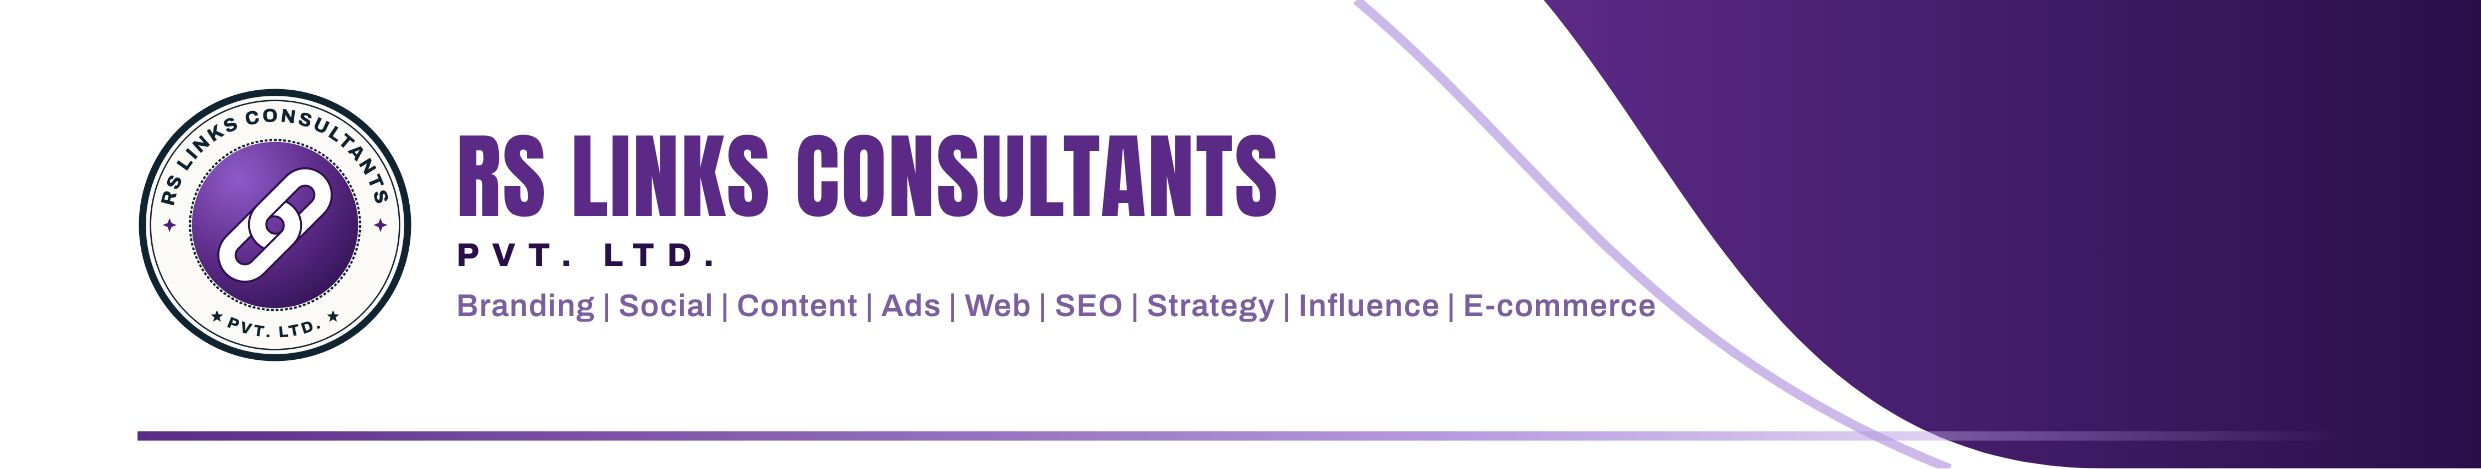 RS LINKS CONSULTANTS
★ PVT. LTD. ★
RS LINKS CONSULTANTS
PVT. LTD.
Branding | Social | Content | Ads | Web | SEO | Strategy | Influence | E-commerce